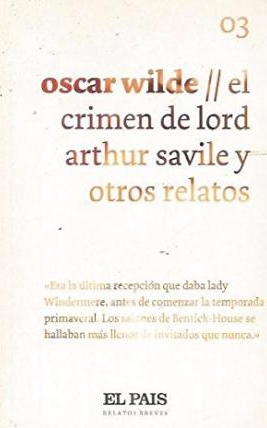 03
oscar wilde // el
crimen de lord
arthur savile y
otros relatos
«Era la última recepción que daba lady
Windermere, antes de comenzar la temporada
primaveral. Los salones de Bentick-House se
hallaban más llenos de invitados que nunca.»
EL PAIS
RELATOS BREVES